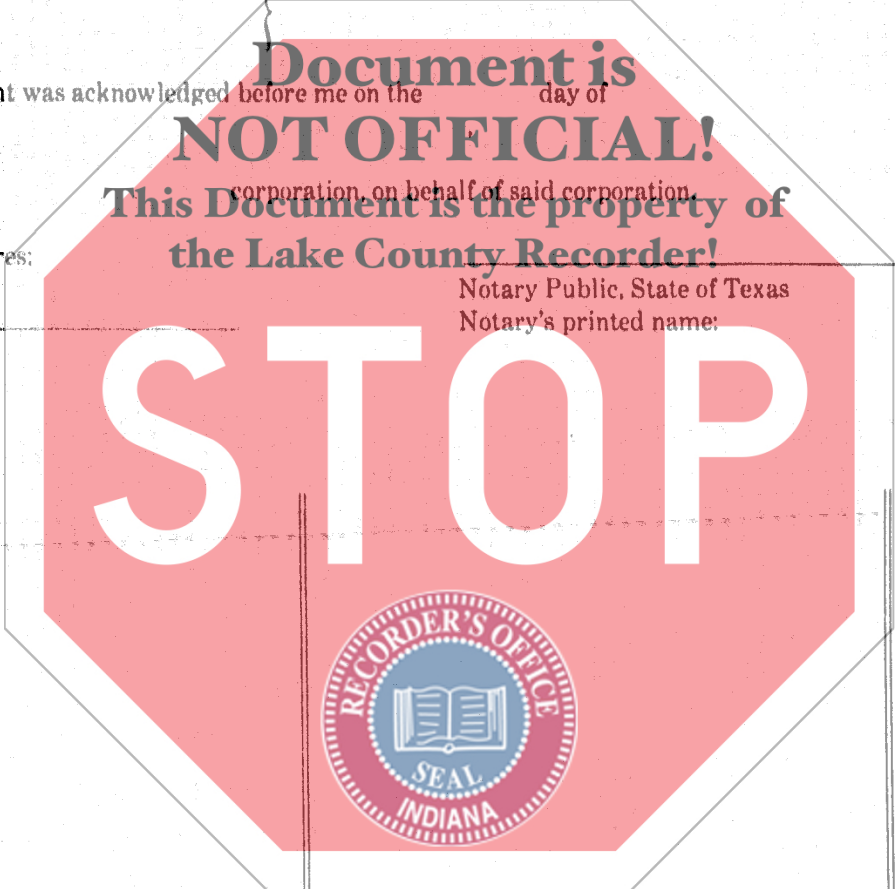 Document is
t was acknowledged before me on the day of
NOT OFFICIAL!
corporation, on behalf of said corporation.
This Document is the property of
the Lake County Recorder!
es:
Notary Public, State of Texas
Notary's printed name:
STOP
RECORDER'S OFFICE
SEAL
INDIANA